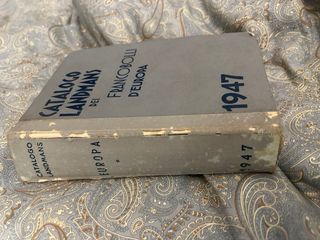 CATALOGO
LANDMANS
DEI
FRANCOBOLLI
D'EUROPA
1947
CATALOGO
LANDMANS
EUROPA
1947